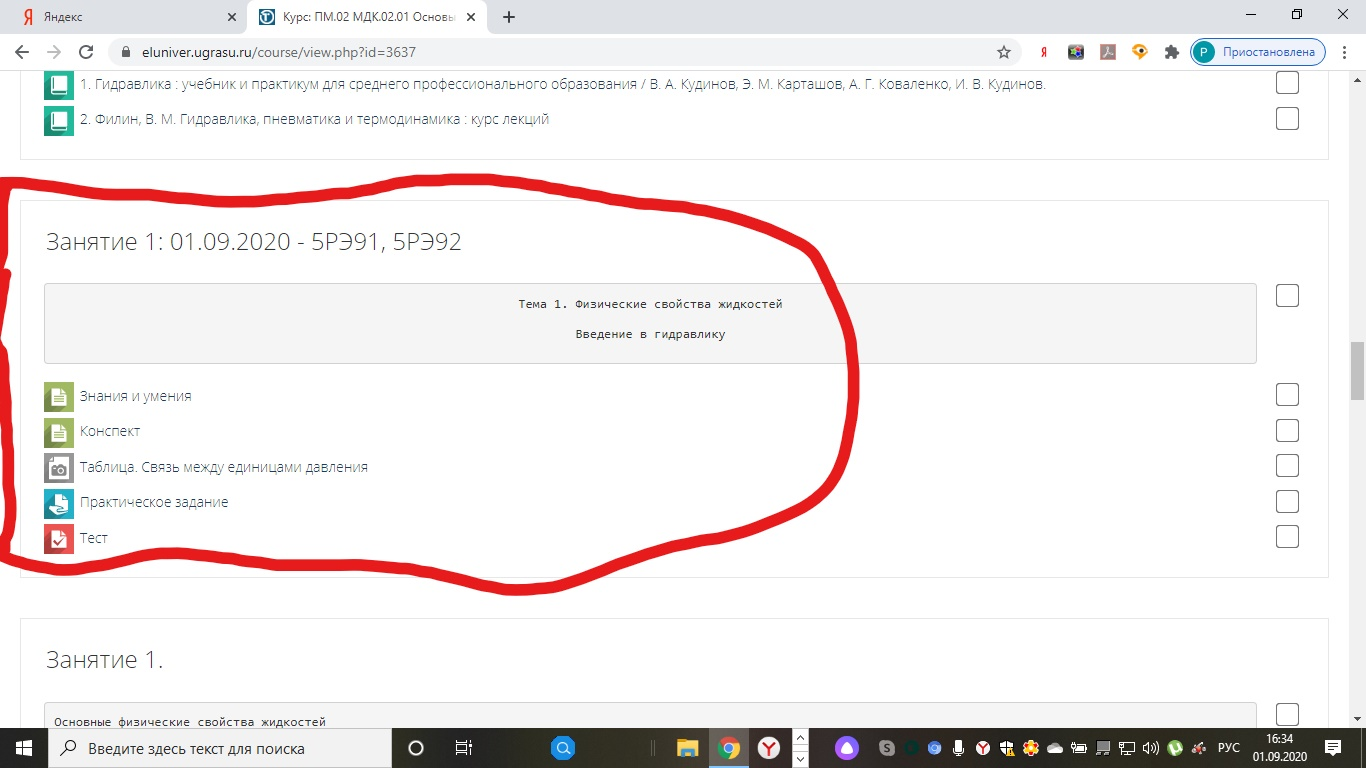 Яндекс
Курс: ПМ.02 МДК.02.01 Основы
eluniver.ugrasu.ru/course/view.php?id=3637
Я
Р
Приостановлена
1. Гидравлика : учебник и практикум для среднего профессионального образования / В. А. Кудинов, Э. М. Карташов, А. Г. Коваленко, И. В. Кудинов.
2. Филин, В. М. Гидравлика, пневматика и термодинамика : курс лекций
Занятие 1: 01.09.2020 - 5РЭ91, 5РЭ92
Тема 1. Физические свойства жидкостей
Введение в гидравлику
Знания и умения
Конспект
Таблица. Связь между единицами давления
Практическое задание
Тест
Занятие 1.
Основные физические свойства жидкостей
Введите здесь текст для поиска
РУС
16:34
01.09.2020